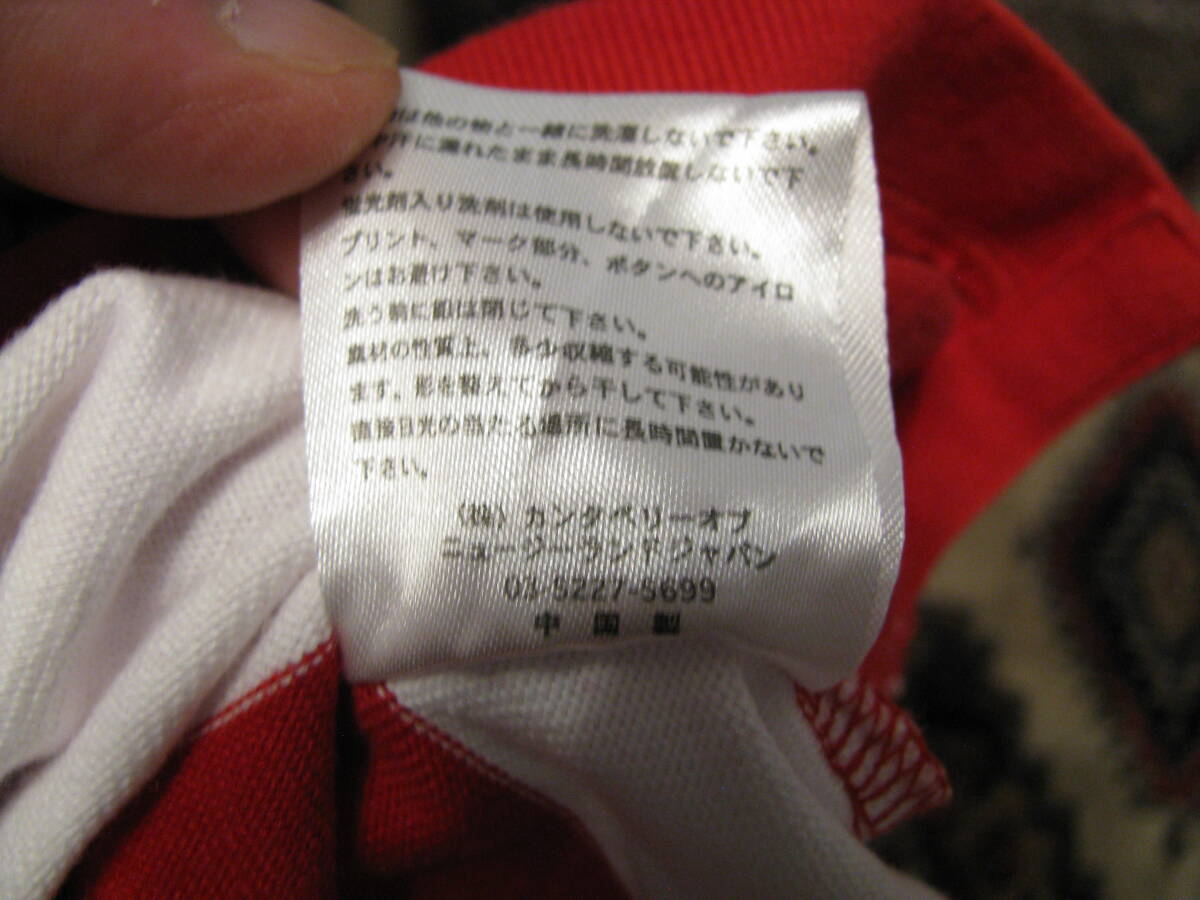 は他の物と一緒に洗濯しないで下さい。
汗に濡れたまま長時間放置しないで下
さい。
光剤入り洗剤は使用しないで下さい。
プリント、マーク部分、ボタンへのアイロ
ンはお避け下さい。
洗う前に釦は閉じて下さい。
素材の性質上、多少収縮する可能性があり
ます、形を整えてから干して下さい。
直接日光の当たる場所に長時間置かないで
下さい。
(株)カンタベリーオブ
ニュージーランドジャパン
03-5227-5699
中国製